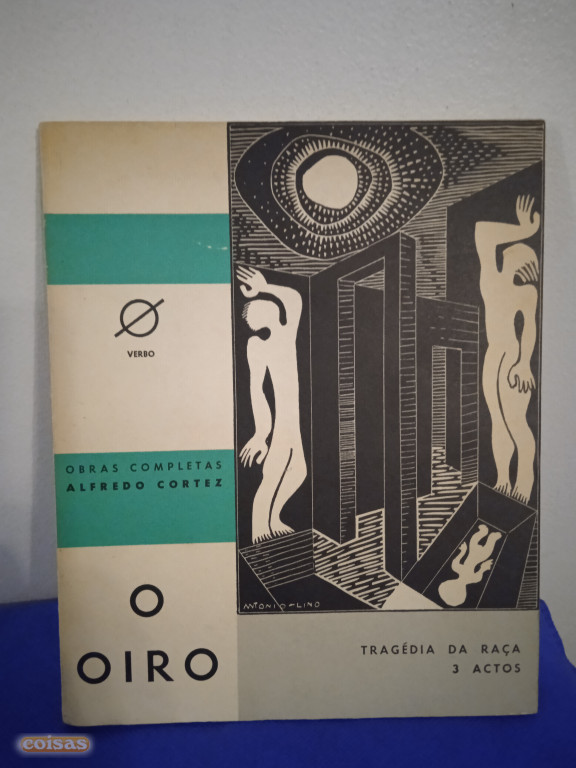 VERBO
OBRAS COMPLETAS
ALFREDO CORTEZ
O
OIRO
ANTONIO-LINO
TRAGÉDIA DA RAÇA
3 ACTOS
coisas